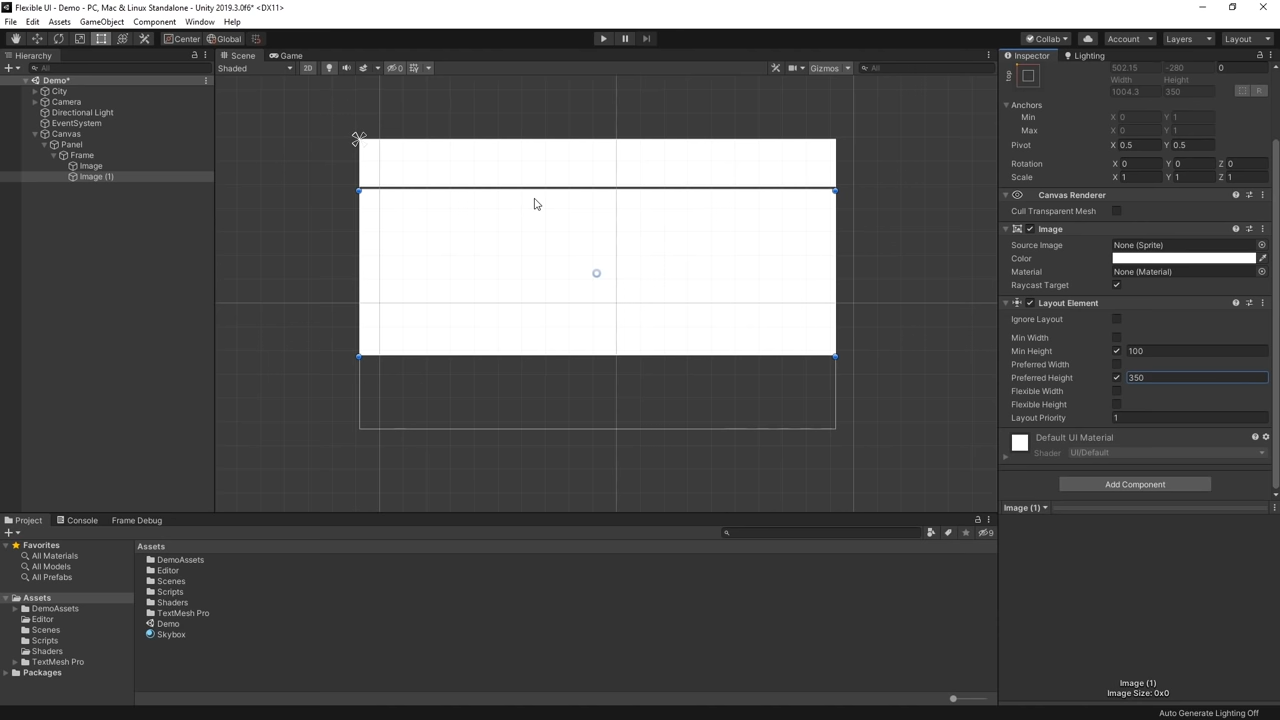 Flexible UI - Demo - PC, Mac & Linux Standalone - Unity 2019.3.0f6* <DX11>
File Edit Assets GameObject Component Window Help
Center Global Collab Account Layers Layout
Hierarchy
All
Demo*
City
Camera
Directional Light
EventSystem
Canvas
Panel
Frame
Image
Image (1)
Scene Game
Shaded 2D 0 Gizmos All
Inspector Lighting
top 502.15 -280 0
Width Height
1004.3 350 R
Anchors
Min X 0 Y 1
Max X 0 Y 1
Pivot X 0.5 Y 0.5
Rotation X 0 Y 0 Z 0
Scale X 1 Y 1 Z 1
Canvas Renderer
Cull Transparent Mesh
Image
Source Image None (Sprite)
Color
Material None (Material)
Raycast Target
Layout Element
Ignore Layout
Min Width
Min Height 100
Preferred Width
Preferred Height 350
Flexible Width
Flexible Height
Layout Priority 1
Default UI Material
Shader UI/Default
Add Component
Image (1)
Image (1)
Image Size: 0x0
Project Console Frame Debug
9
Favorites
All Materials
All Models
All Prefabs
Assets
DemoAssets
Editor
Scenes
Scripts
Shaders
TextMesh Pro
Packages
Assets
DemoAssets
Editor
Scenes
Scripts
Shaders
TextMesh Pro
Demo
Skybox
Auto Generate Lighting Off